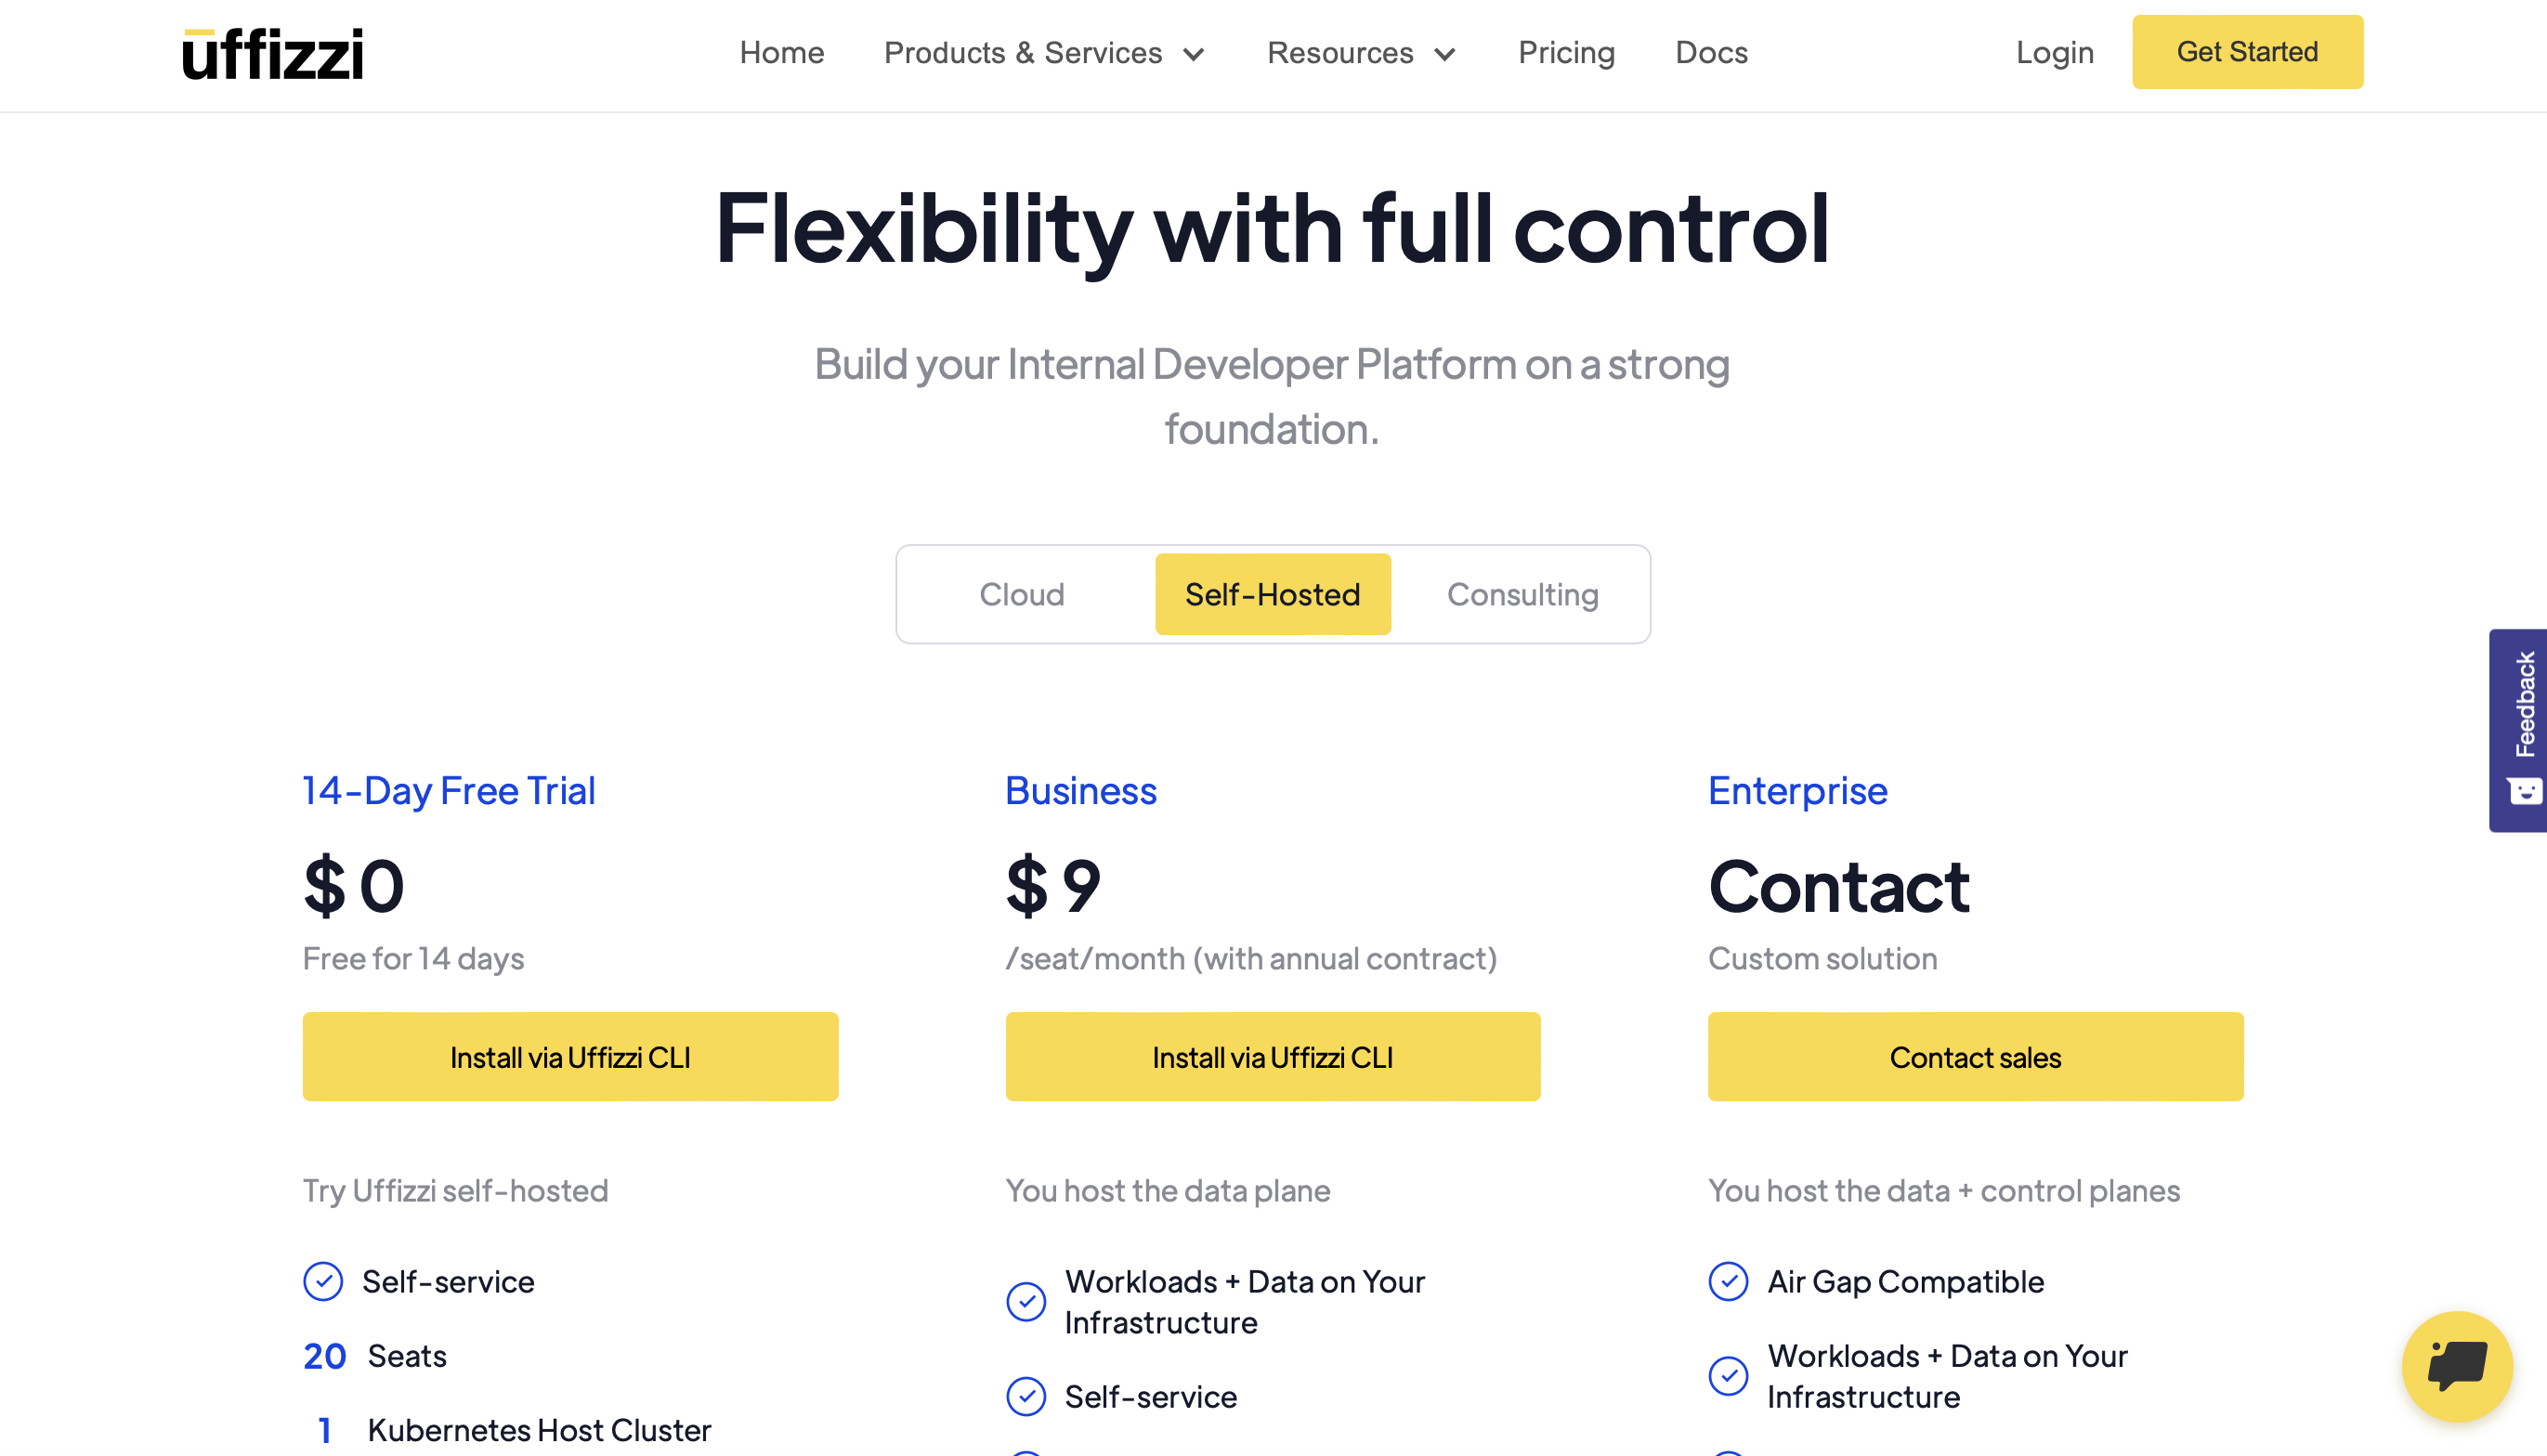 uffizzi
Home
Products & Services
Resources
Pricing
Docs
Login
Get Started
Flexibility with full control
Build your Internal Developer Platform on a strong
foundation.
Cloud
Self-Hosted
Consulting
Feedback
14-Day Free Trial
$ 0
Free for 14 days
Install via Uffizzi CLI
Try Uffizzi self-hosted
Self-service
20 Seats
1 Kubernetes Host Cluster
Business
$ 9
/seat/month (with annual contract)
Install via Uffizzi CLI
You host the data plane
Workloads + Data on Your
Infrastructure
Self-service
Enterprise
Contact
Custom solution
Contact sales
You host the data + control planes
Air Gap Compatible
Workloads + Data on Your
Infrastructure